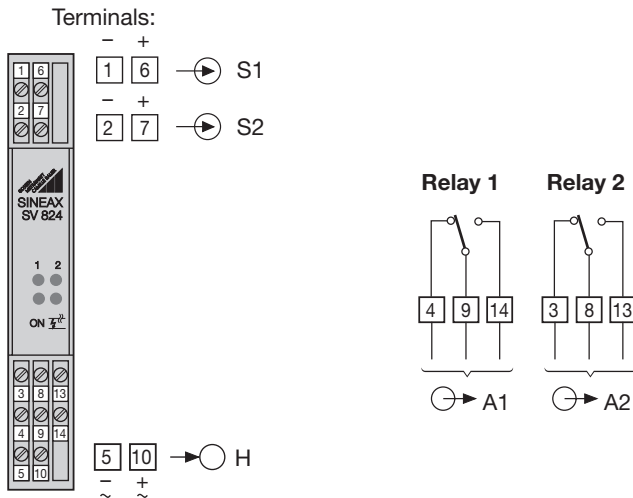 Terminals:
− +
1 6 S1
− +
2 7 S2
1 6
2 7
SINEAX
SV 824
1 2
ON
3 8 13
4 9 14
5 10
5 10 H
− +
~ ~
Relay 1 Relay 2
4 9 14 3 8 13
A1 A2